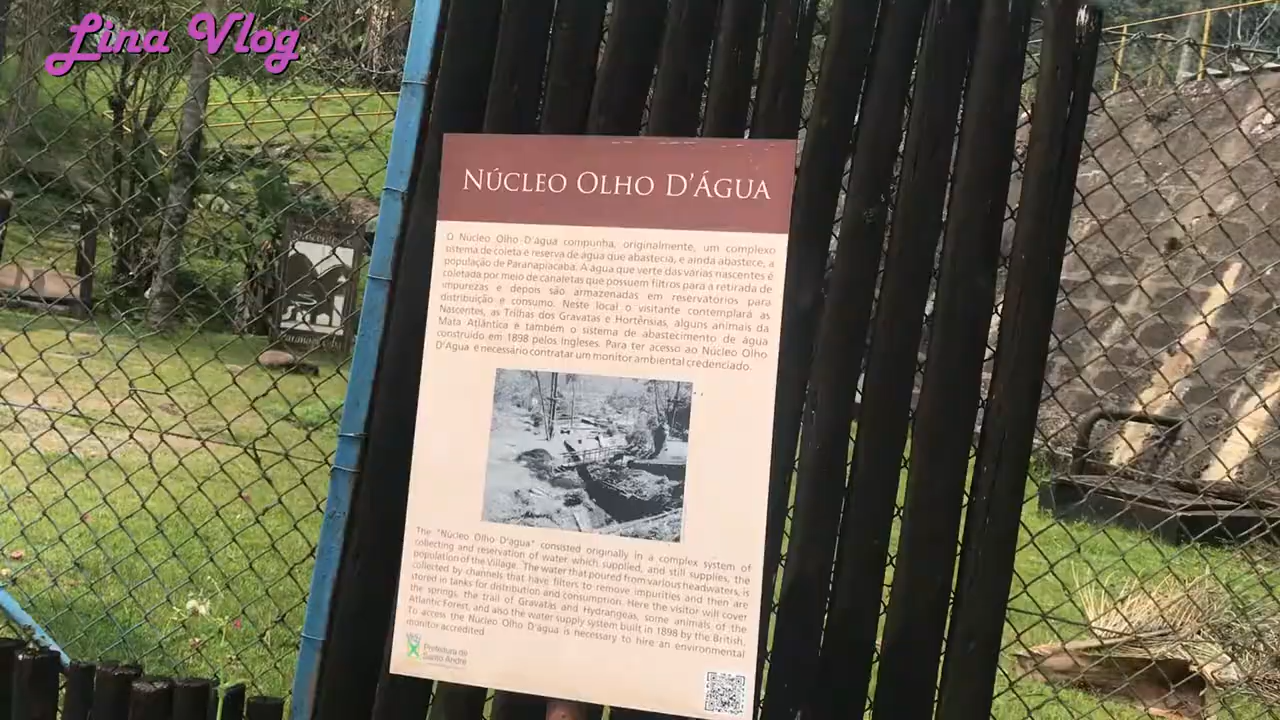 Lina Vlog
NÚCLEO OLHO D'ÁGUA
O Núcleo Olho D'agua compunha, originalmente, um complexo
sistema de coleta e reserva de água que abastecia, e ainda abastece, a
população de Paranapiacaba. A água que verte das várias nascentes é
coletada por meio de canaletas que possuem filtros para a retirada de
impurezas e depois são armazenadas em reservatórios para
distribuição e consumo. Neste local o visitante contemplará as
Nascentes, as Trilhas dos Gravatas e Hortênsias, alguns animais da
Mata Atlântica e também o sistema de abastecimento de água
construído em 1898 pelos Ingleses. Para ter acesso ao Núcleo Olho
D'Agua é necessário contratar um monitor ambiental credenciado.
The "Núcleo Olho D'agua" consisted originally in a complex system of
collecting and reservation of water which supplied, and still supplies, the
population of the Village. The water that poured from various headwaters, is
collected by channels that have filters to remove impurities and then are
stored in tanks for distribution and consumption. Here the visitor will cover
the springs, the trail of Gravatas and Hydrangeas, some animals of the
Atlantic Forest, and also the water supply system built in 1898 by the British.
To access the Núcleo Olho D'agua is necessary to hire an environmental
monitor accredited
Prefeitura de
Santo André